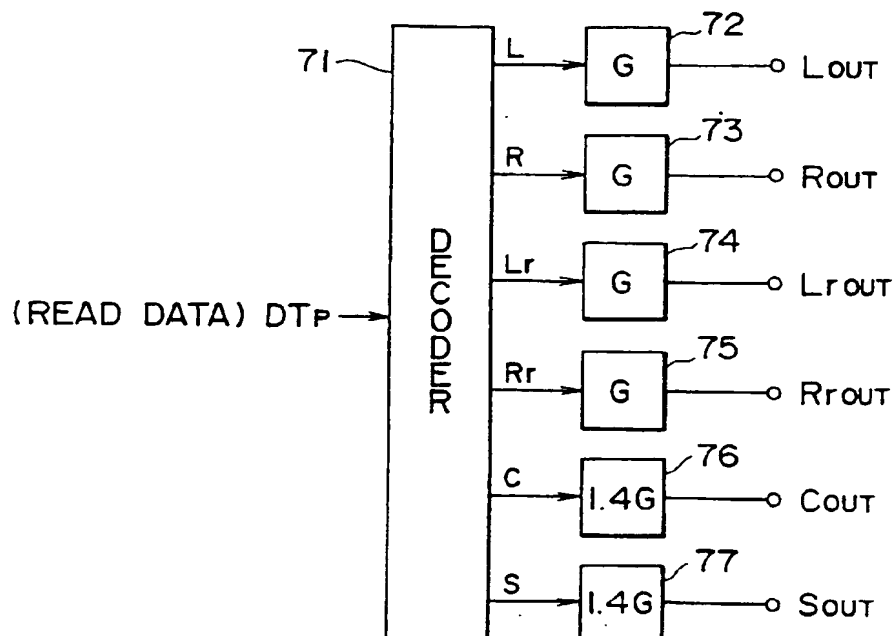 71
L
G
72
LOUT
R
G
73
ROUT
Lr
G
74
LrOUT
(READ DATA) DTP
DECODER
Rr
G
75
RrOUT
C
1.4G
76
COUT
S
1.4G
77
SOUT